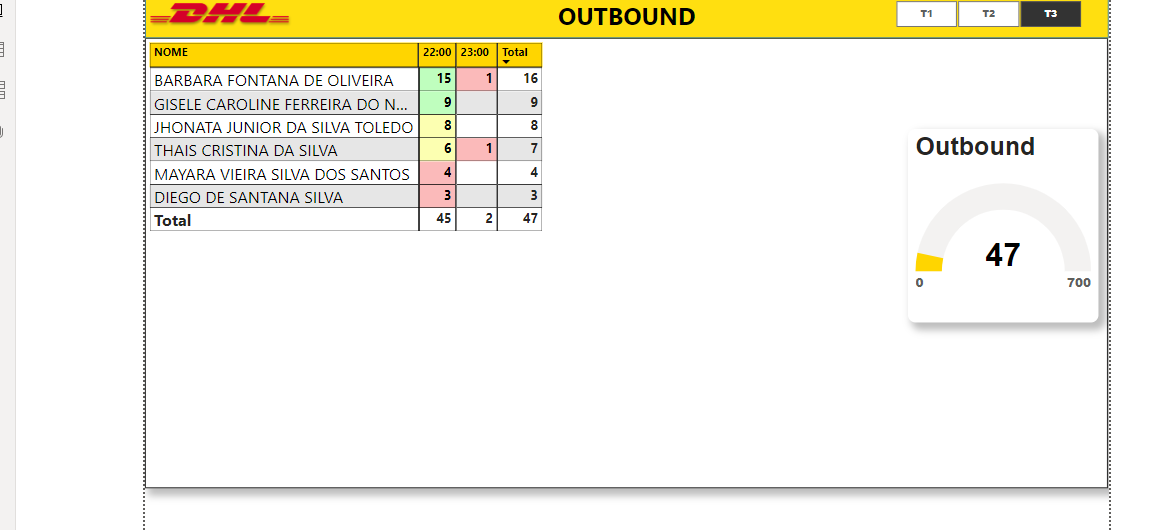 DHL
OUTBOUND
T1 T2 T3
NOME 22:00 23:00 Total
BARBARA FONTANA DE OLIVEIRA 15 1 16
GISELE CAROLINE FERREIRA DO N... 9 9
JHONATA JUNIOR DA SILVA TOLEDO 8 8
THAIS CRISTINA DA SILVA 6 1 7
MAYARA VIEIRA SILVA DOS SANTOS 4 4
DIEGO DE SANTANA SILVA 3 3
Total 45 2 47
Outbound
47
0 700